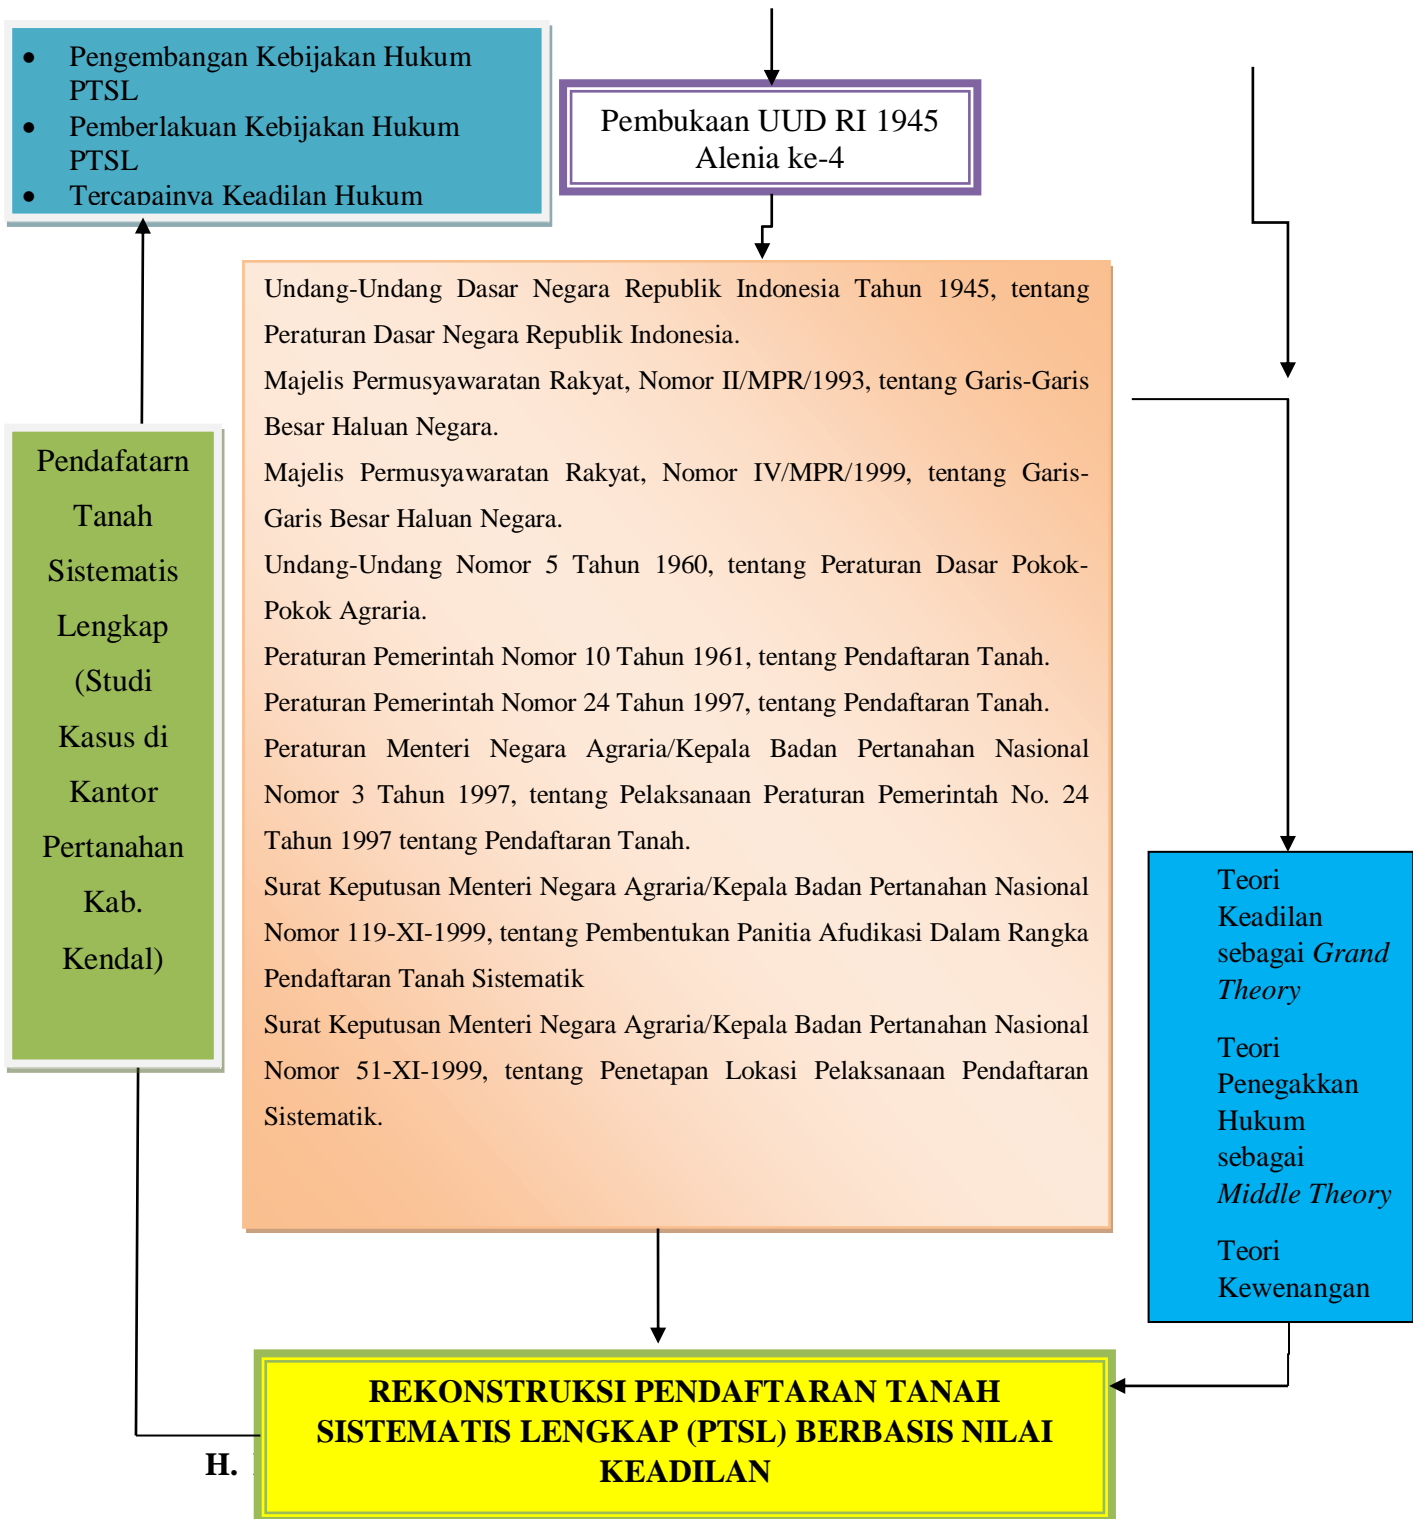 • Pengembangan Kebijakan Hukum
PTSL
• Pemberlakuan Kebijakan Hukum
PTSL
• Tercapainya Keadilan Hukum
Pembukaan UUD RI 1945
Alenia ke-4
Undang-Undang Dasar Negara Republik Indonesia Tahun 1945, tentang
Peraturan Dasar Negara Republik Indonesia.
Majelis Permusyawaratan Rakyat, Nomor II/MPR/1993, tentang Garis-Garis
Besar Haluan Negara.
Majelis Permusyawaratan Rakyat, Nomor IV/MPR/1999, tentang Garis-
Garis Besar Haluan Negara.
Undang-Undang Nomor 5 Tahun 1960, tentang Peraturan Dasar Pokok-
Pokok Agraria.
Peraturan Pemerintah Nomor 10 Tahun 1961, tentang Pendaftaran Tanah.
Peraturan Pemerintah Nomor 24 Tahun 1997, tentang Pendaftaran Tanah.
Peraturan Menteri Negara Agraria/Kepala Badan Pertanahan Nasional
Nomor 3 Tahun 1997, tentang Pelaksanaan Peraturan Pemerintah No. 24
Tahun 1997 tentang Pendaftaran Tanah.
Surat Keputusan Menteri Negara Agraria/Kepala Badan Pertanahan Nasional
Nomor 119-XI-1999, tentang Pembentukan Panitia Afudikasi Dalam Rangka
Pendaftaran Tanah Sistematik
Surat Keputusan Menteri Negara Agraria/Kepala Badan Pertanahan Nasional
Nomor 51-XI-1999, tentang Penetapan Lokasi Pelaksanaan Pendaftaran
Sistematik.
Pendafatarn
Tanah
Sistematis
Lengkap
(Studi
Kasus di
Kantor
Pertanahan
Kab.
Kendal)
Teori
Keadilan
sebagai Grand
Theory
Teori
Penegakkan
Hukum
sebagai
Middle Theory
Teori
Kewenangan
REKONSTRUKSI PENDAFTARAN TANAH
SISTEMATIS LENGKAP (PTSL) BERBASIS NILAI
KEADILAN
H.